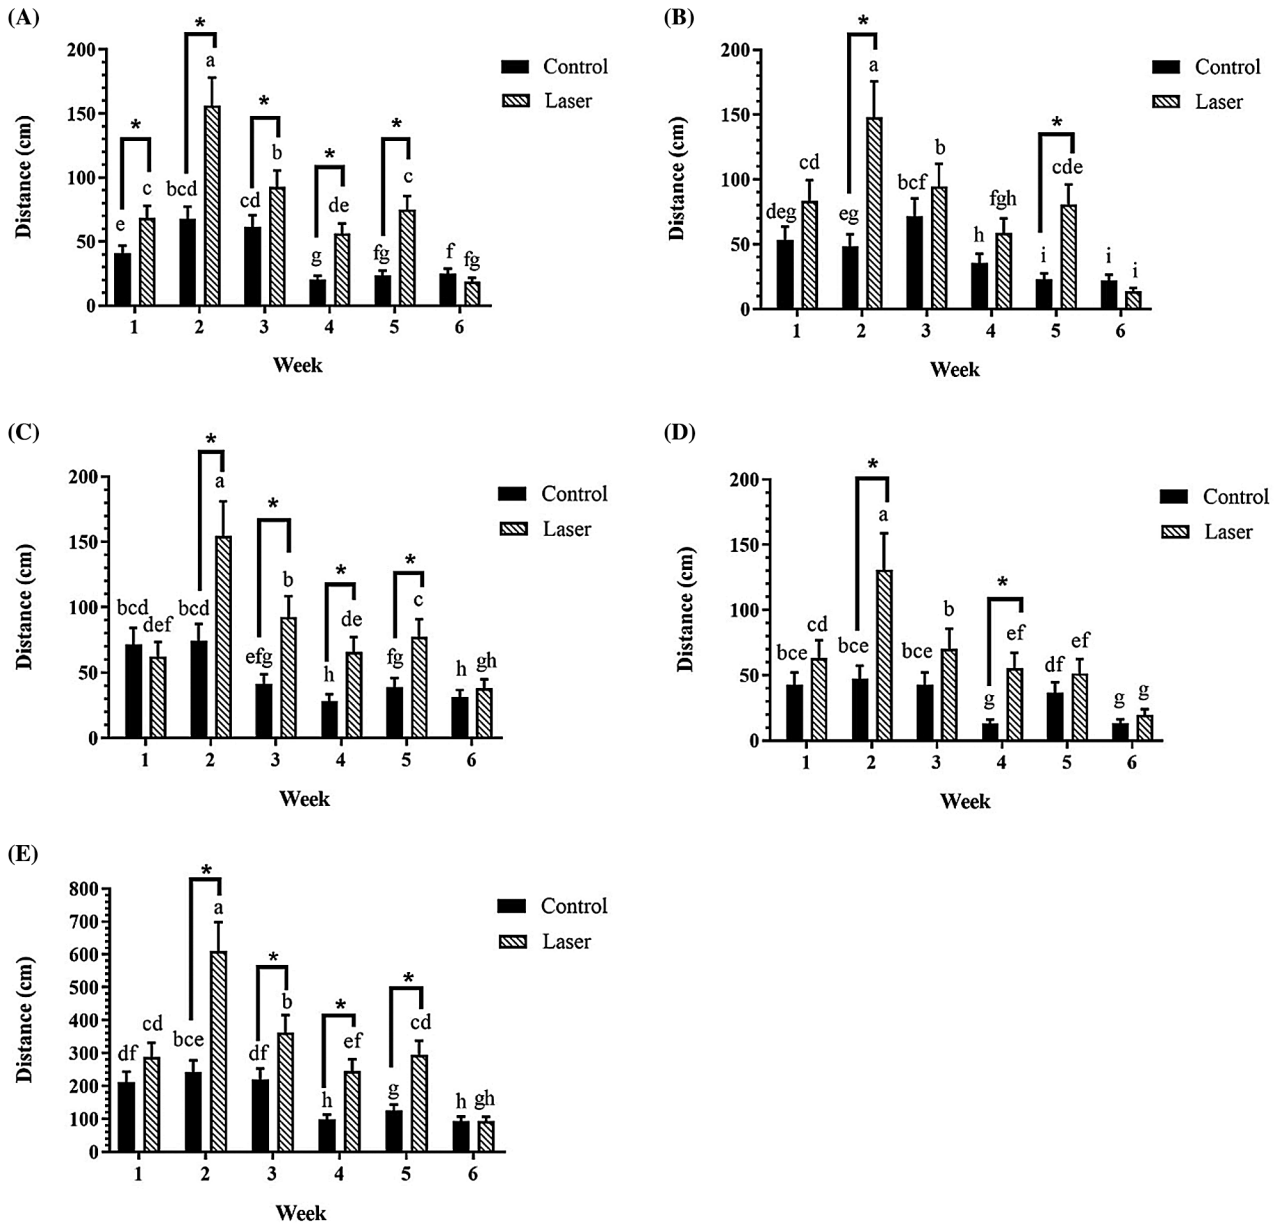 (A)
*
200
a
Control
*
*
150
Laser
*
b
*
100
c
bcd
cd
de
c
e
g
fg
f
fg
50
0
Distance (cm)
1 2 3 4 5 6
Week
(B)
*
200
a
Control
150
Laser
*
cd
b
cde
100
deg
eg
bcf
h
fgh
i
i
i
50
0
Distance (cm)
1 2 3 4 5 6
Week
(C)
*
200
a
Control
*
Laser
150
*
*
b
100
bcd
def
bcd
efg
h
de
fg
c
h
gh
50
0
Distance (cm)
1 2 3 4 5 6
Week
(D)
*
200
a
Control
Laser
150
*
b
100
bce
cd
bce
bce
g
ef
df
ef
g
g
50
0
Distance (cm)
1 2 3 4 5 6
Week
(E)
*
800
a
Control
700
Laser
*
600
*
500
*
b
400
cd
300
df
bce
df
h
ef
g
cd
h
gh
200
100
0
Distance (cm)
1 2 3 4 5 6
Week